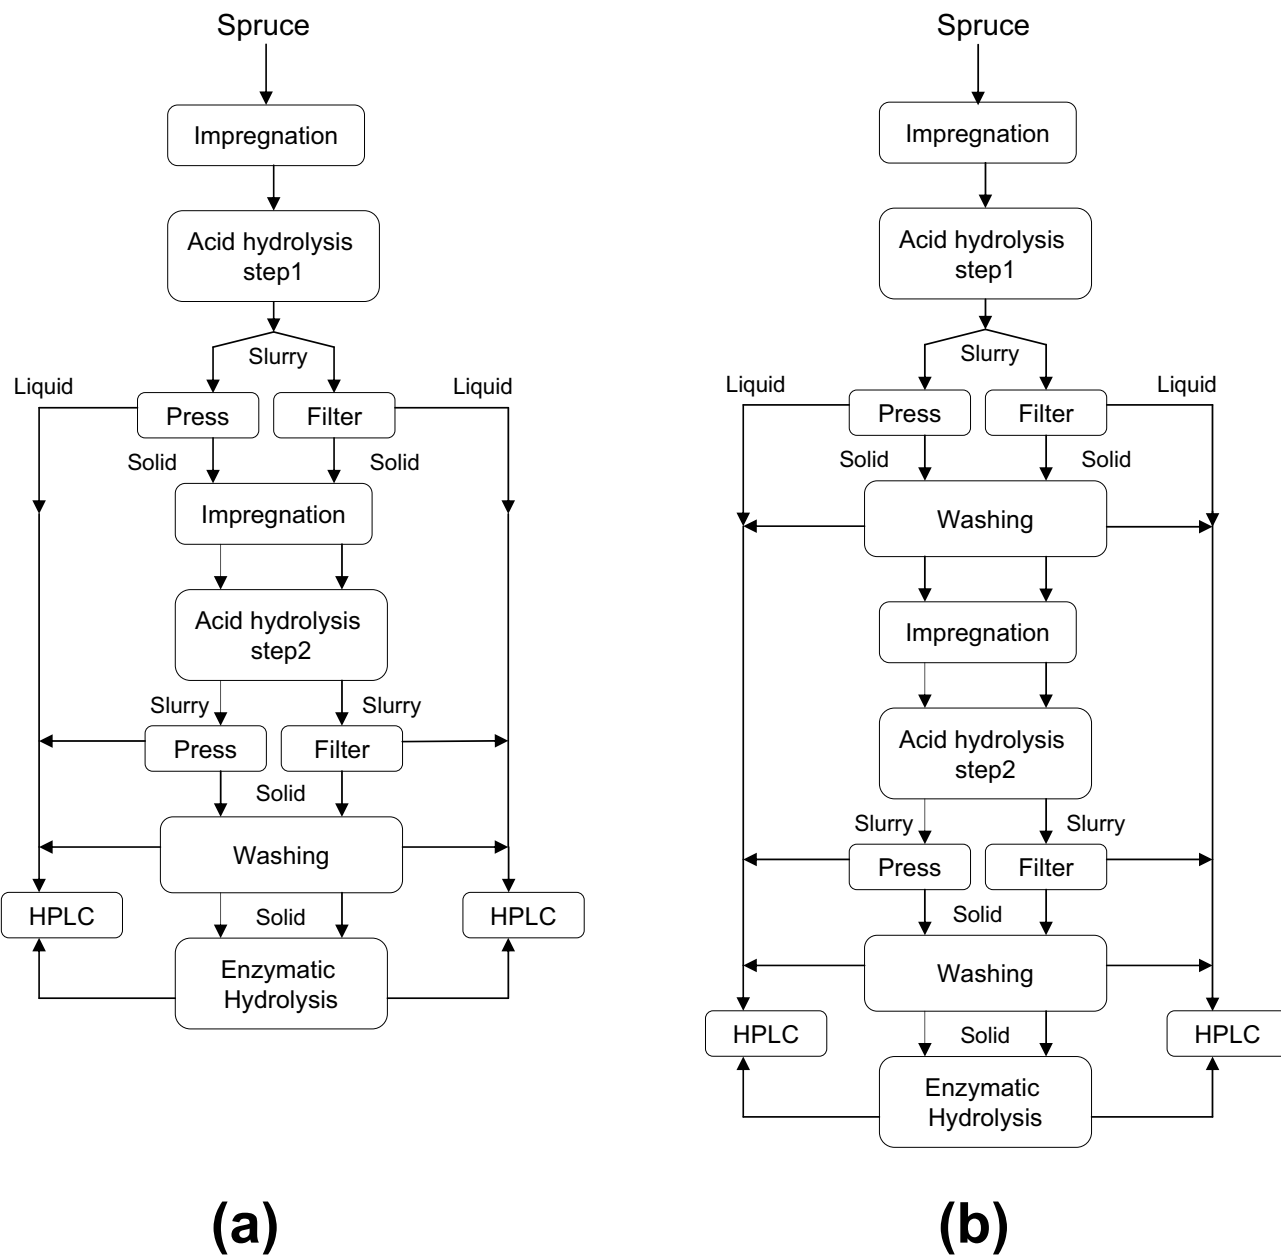 Spruce
Impregnation
Acid hydrolysis
step1
Slurry
Liquid
Liquid
Press
Filter
Solid
Solid
Impregnation
Acid hydrolysis
step2
Slurry
Slurry
Press
Filter
Solid
Washing
Solid
HPLC
HPLC
Enzymatic
Hydrolysis
(a)
Spruce
Impregnation
Acid hydrolysis
step1
Slurry
Liquid
Liquid
Press
Filter
Solid
Solid
Washing
Impregnation
Acid hydrolysis
step2
Slurry
Slurry
Press
Filter
Solid
Washing
HPLC
Solid
HPLC
Enzymatic
Hydrolysis
(b)